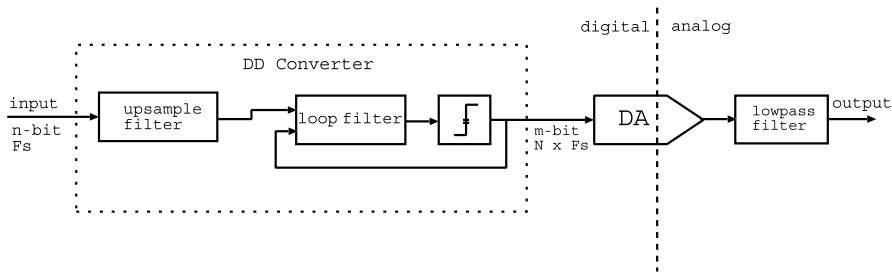 digital
analog
DD Converter
input
n-bit
Fs
upsample
filter
loop filter
m-bit
N x Fs
DA
lowpass
filter
output